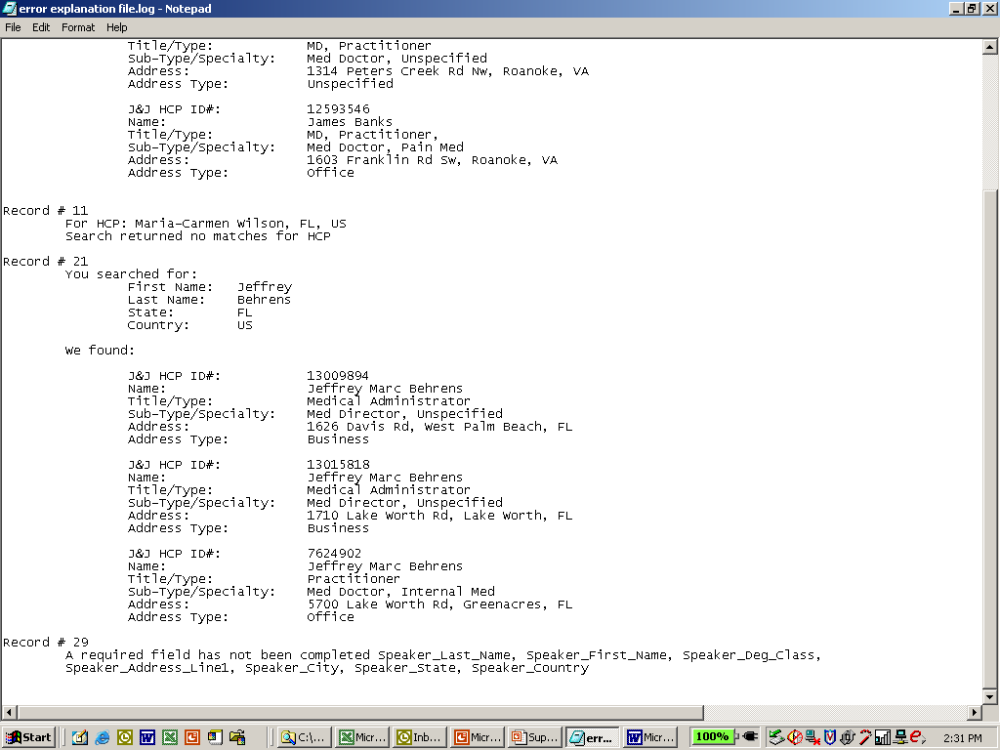 error explanation file.log - Notepad
File Edit Format Help
Title/Type: MD, Practitioner
Sub-Type/Specialty: Med Doctor, Unspecified
Address: 1314 Peters Creek Rd Nw, Roanoke, VA
Address Type: Unspecified
J&J HCP ID#: 12593546
Name: James Banks
Title/Type: MD, Practitioner,
Sub-Type/Specialty: Med Doctor, Pain Med
Address: 1603 Franklin Rd Sw, Roanoke, VA
Address Type: Office
Record # 11
For HCP: Maria-Carmen Wilson, FL, US
Search returned no matches for HCP
Record # 21
You searched for:
First Name: Jeffrey
Last Name: Behrens
State: FL
Country: US
We found:
J&J HCP ID#: 13009894
Name: Jeffrey Marc Behrens
Title/Type: Medical Administrator
Sub-Type/Specialty: Med Director, Unspecified
Address: 1626 Davis Rd, West Palm Beach, FL
Address Type: Business
J&J HCP ID#: 13015818
Name: Jeffrey Marc Behrens
Title/Type: Medical Administrator
Sub-Type/Specialty: Med Director, Unspecified
Address: 1710 Lake Worth Rd, Lake Worth, FL
Address Type: Business
J&J HCP ID#: 7624902
Name: Jeffrey Marc Behrens
Title/Type: Practitioner
Sub-Type/Specialty: Med Doctor, Internal Med
Address: 5700 Lake Worth Rd, Greenacres, FL
Address Type: Office
Record # 29
A required field has not been completed Speaker_Last_Name, Speaker_First_Name, Speaker_Deg_Class,
Speaker_Address_Line1, Speaker_City, Speaker_State, Speaker_Country
Start C:\... Micr... Inb... Micr... Sup... err... Micr... 100% 2:31 PM